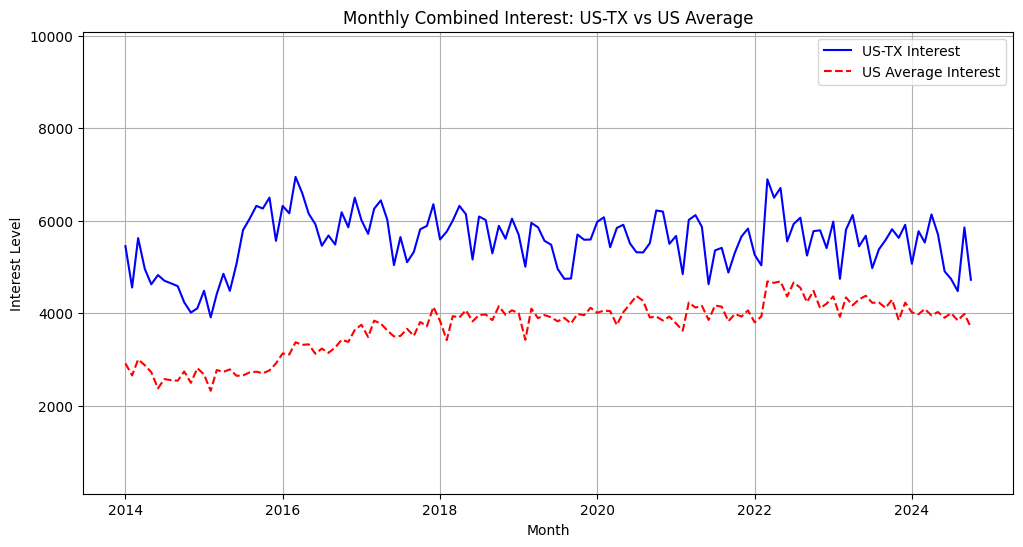 Monthly Combined Interest: US-TX vs US Average
10000
8000
6000
4000
2000
Interest Level
US-TX Interest
US Average Interest
2014 2016 2018 2020 2022 2024
Month